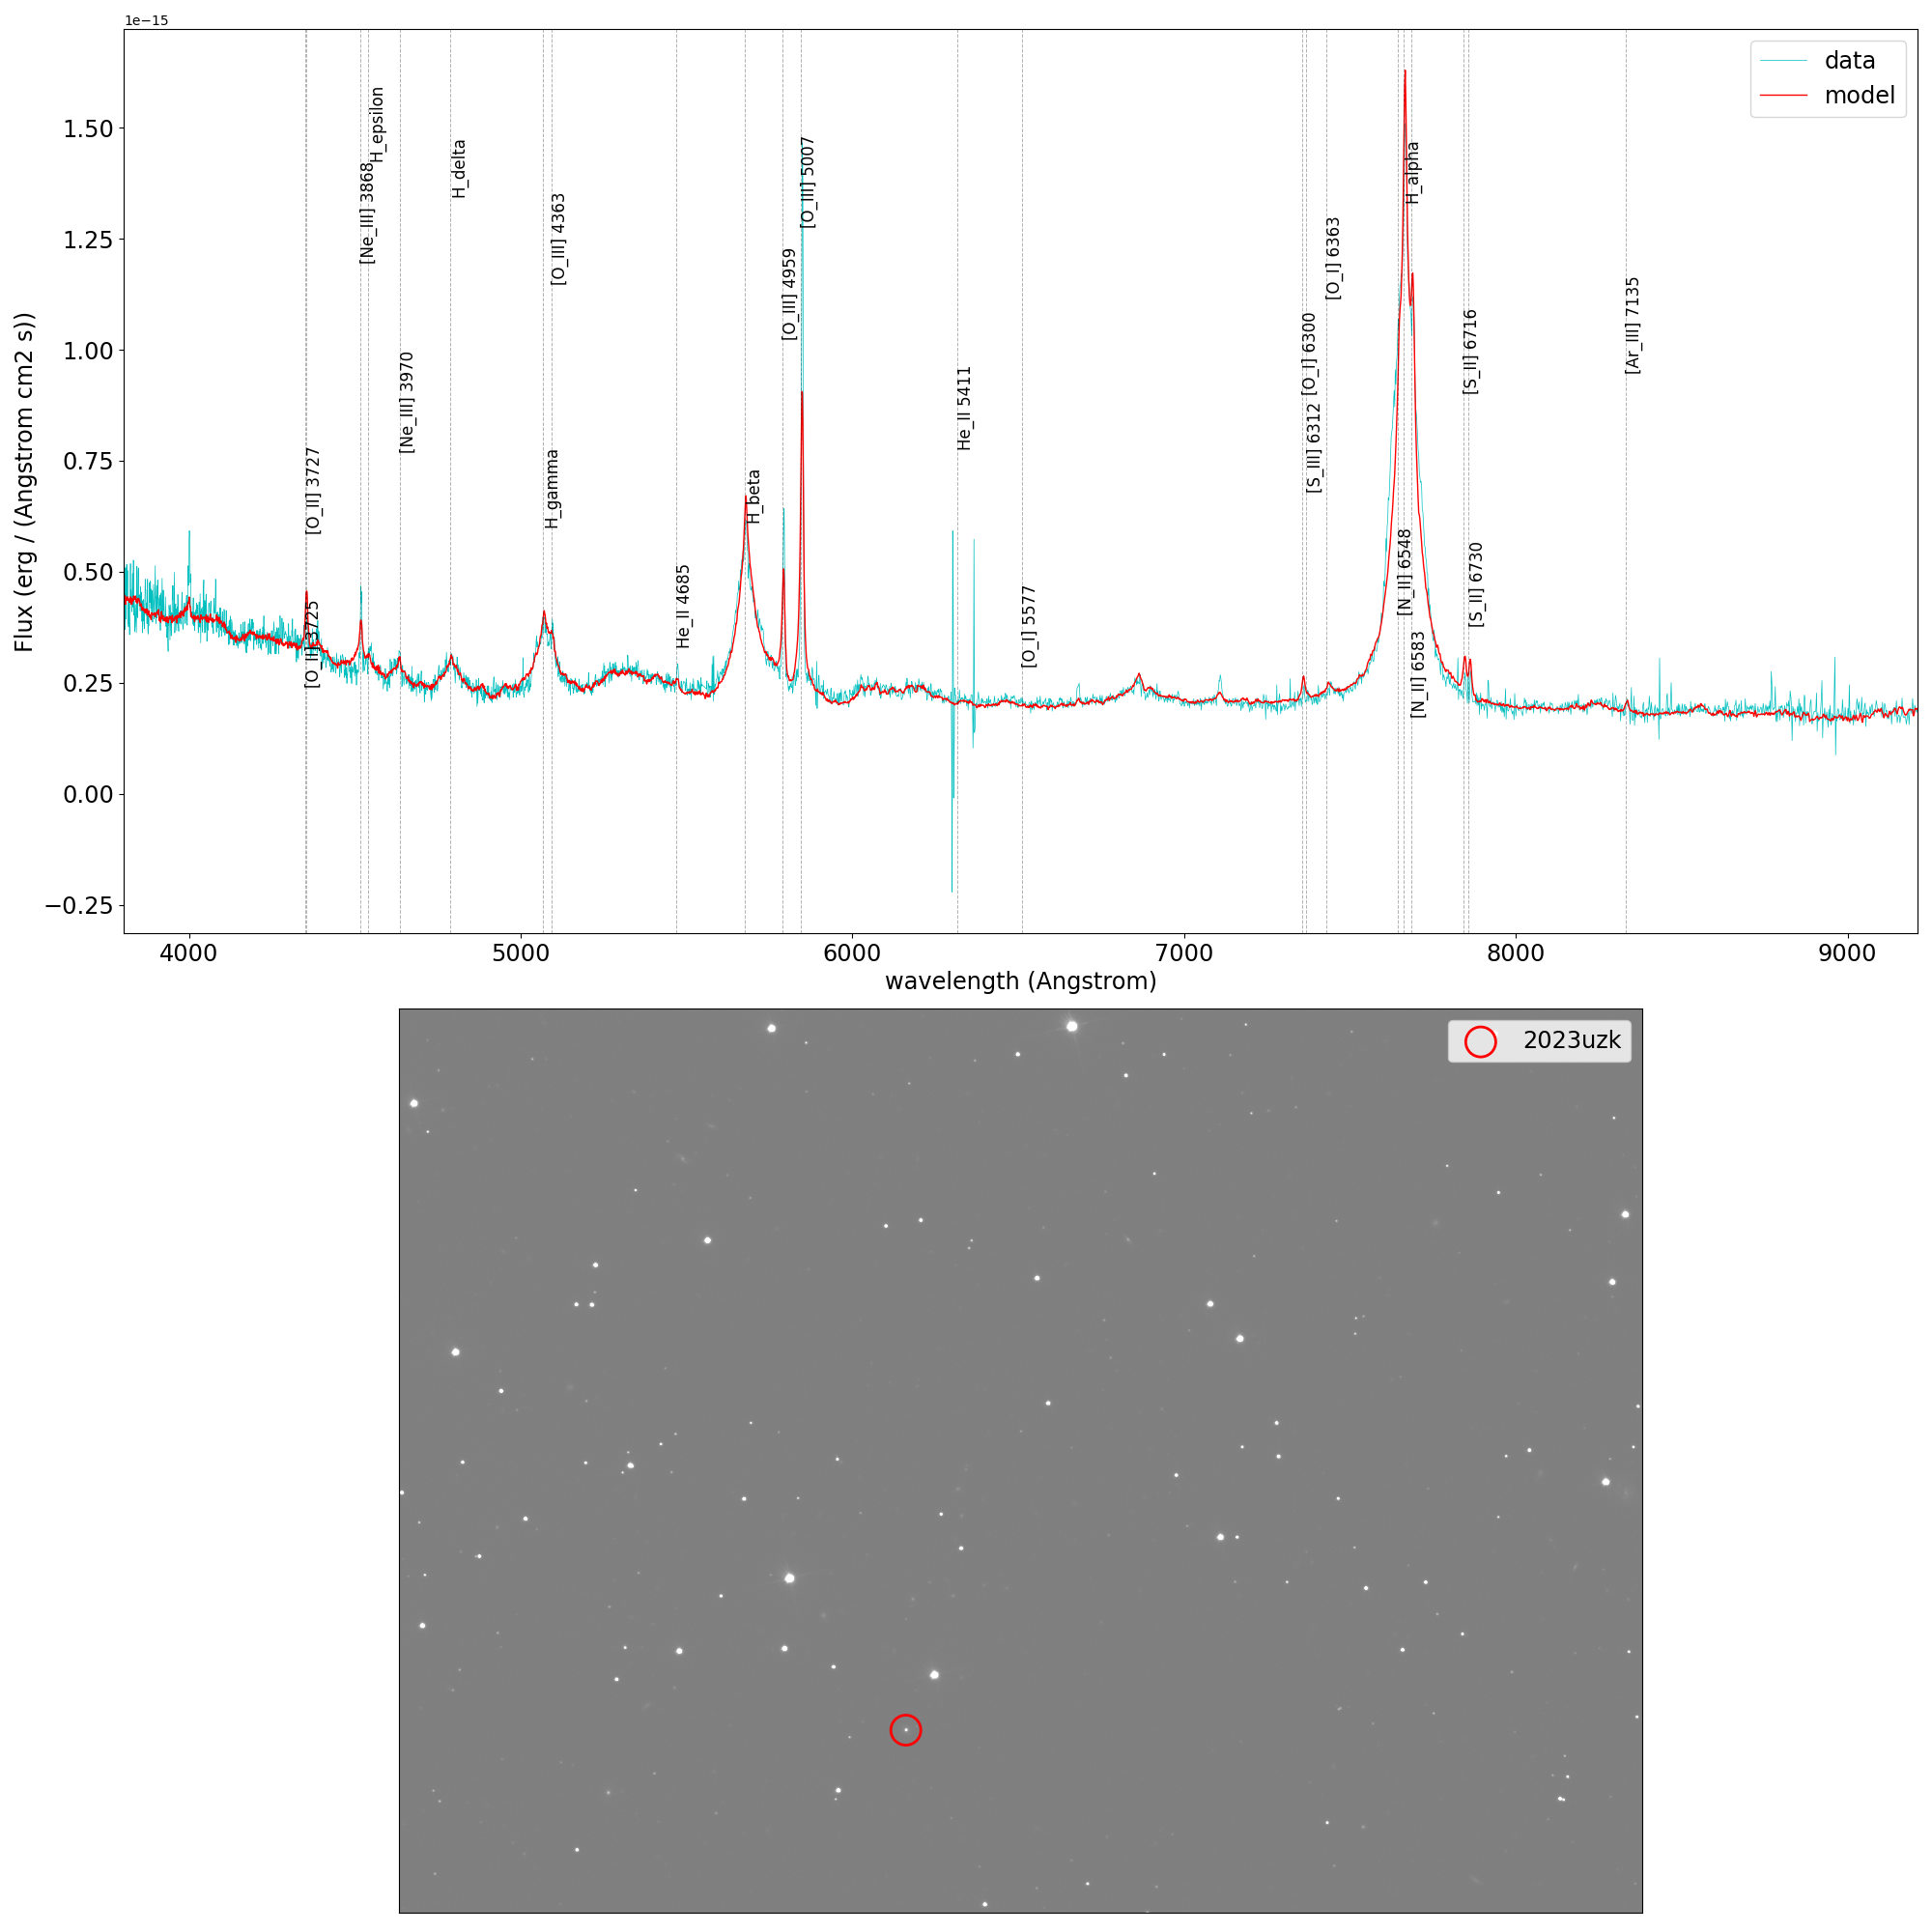 1e−15
data
model
Flux (erg / (Angstrom cm2 s))
1.50
1.25
1.00
0.75
0.50
0.25
0.00
−0.25
[O_II] 3727
[O_II] 3725
[Ne_III] 3868
H_epsilon
[Ne_III] 3970
H_delta
H_gamma
[O_III] 4363
He_II 4685
H_beta
[O_III] 4959
[O_III] 5007
He_II 5411
[O_I] 5577
[O_I] 6300
[S_III] 6312
[O_I] 6363
[N_II] 6548
H_alpha
[N_II] 6583
[S_II] 6716
[S_II] 6730
[Ar_III] 7135
4000
5000
6000
7000
8000
9000
wavelength (Angstrom)
2023uzk